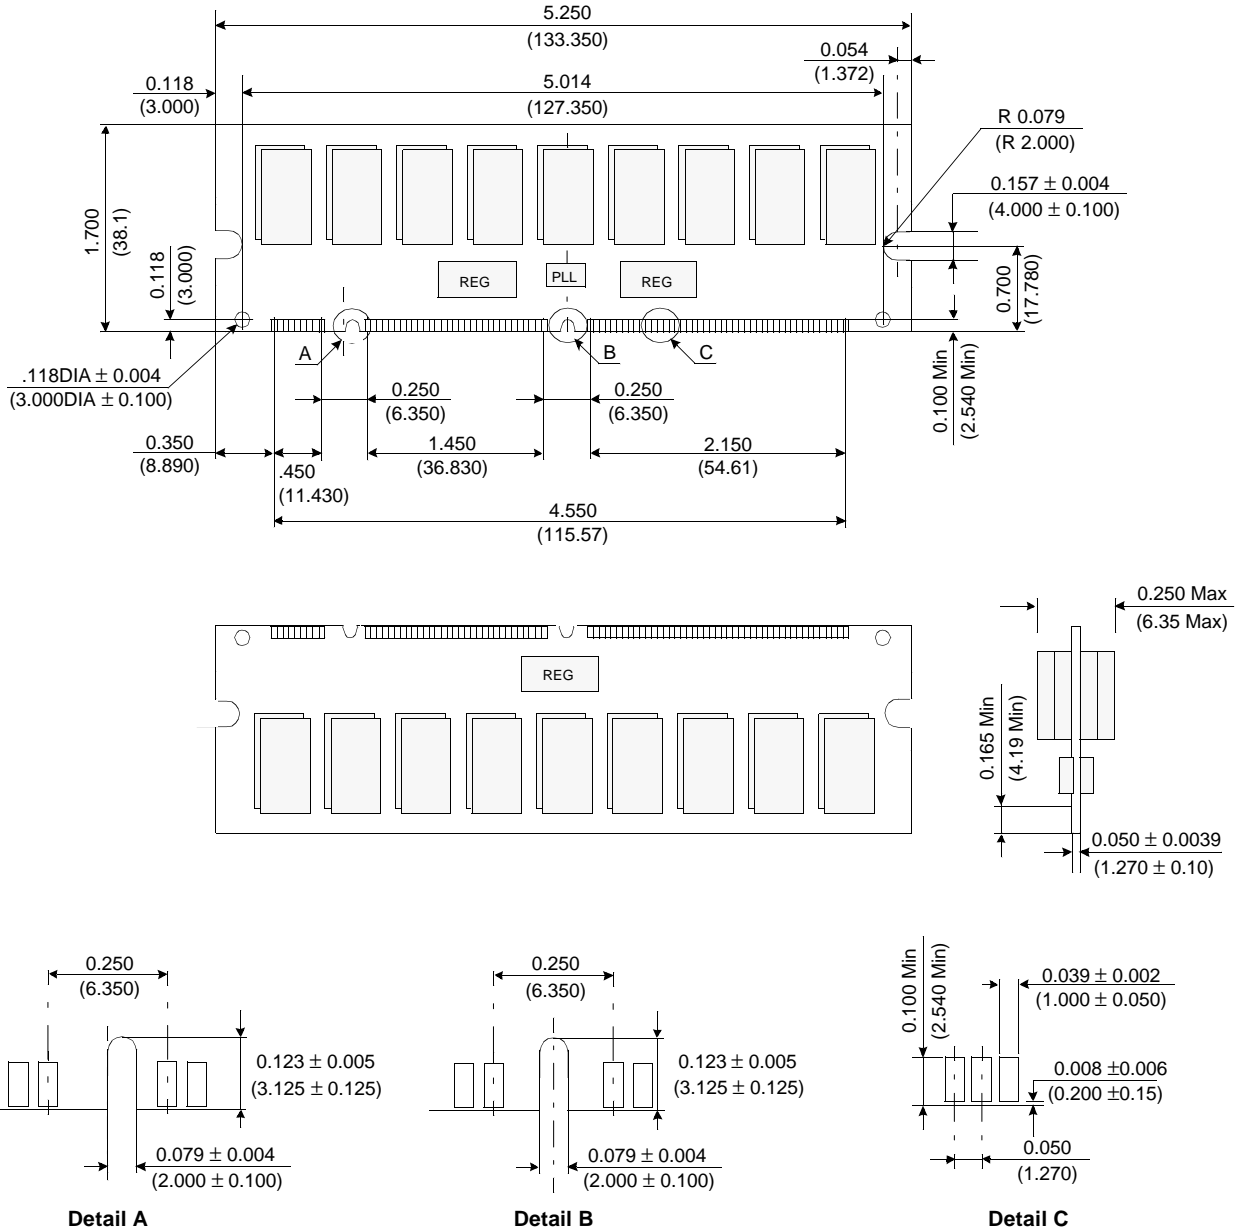 5.250
(133.350)
0.054
(1.372)
0.118
(3.000)
5.014
(127.350)
R 0.079
(R 2.000)
0.157 ± 0.004
(4.000 ± 0.100)
1.700
(38.1)
0.118
(3.000)
REG
PLL
REG
0.700
(17.780)
A
B
C
.118DIA ± 0.004
(3.000DIA ± 0.100)
0.250
(6.350)
0.250
(6.350)
0.100 Min
(2.540 Min)
0.350
(8.890)
.450
(11.430)
1.450
(36.830)
2.150
(54.61)
4.550
(115.57)
0.250 Max
(6.35 Max)
REG
0.165 Min
(4.19 Min)
0.050 ± 0.0039
(1.270 ± 0.10)
0.250
(6.350)
0.123 ± 0.005
(3.125 ± 0.125)
0.079 ± 0.004
(2.000 ± 0.100)
Detail A
0.250
(6.350)
0.123 ± 0.005
(3.125 ± 0.125)
0.079 ± 0.004
(2.000 ± 0.100)
Detail B
0.100 Min
(2.540 Min)
0.039 ± 0.002
(1.000 ± 0.050)
0.008 ±0.006
(0.200 ±0.15)
0.050
(1.270)
Detail C